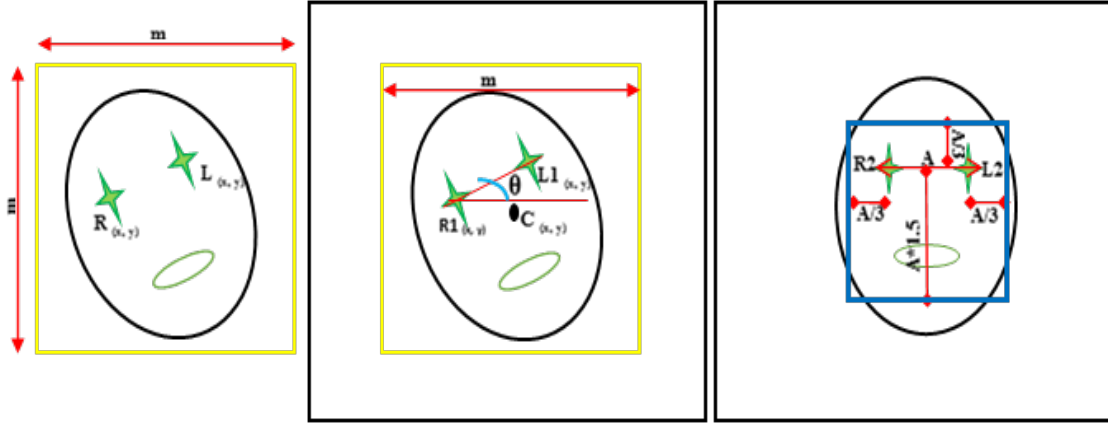 m
m
L (x, y)
R (x, y)
m
θ
L1 (x, y)
R1 (x, y)
C (x, y)
A/3
A
R2
L2
A/3
A/3
A*1.5